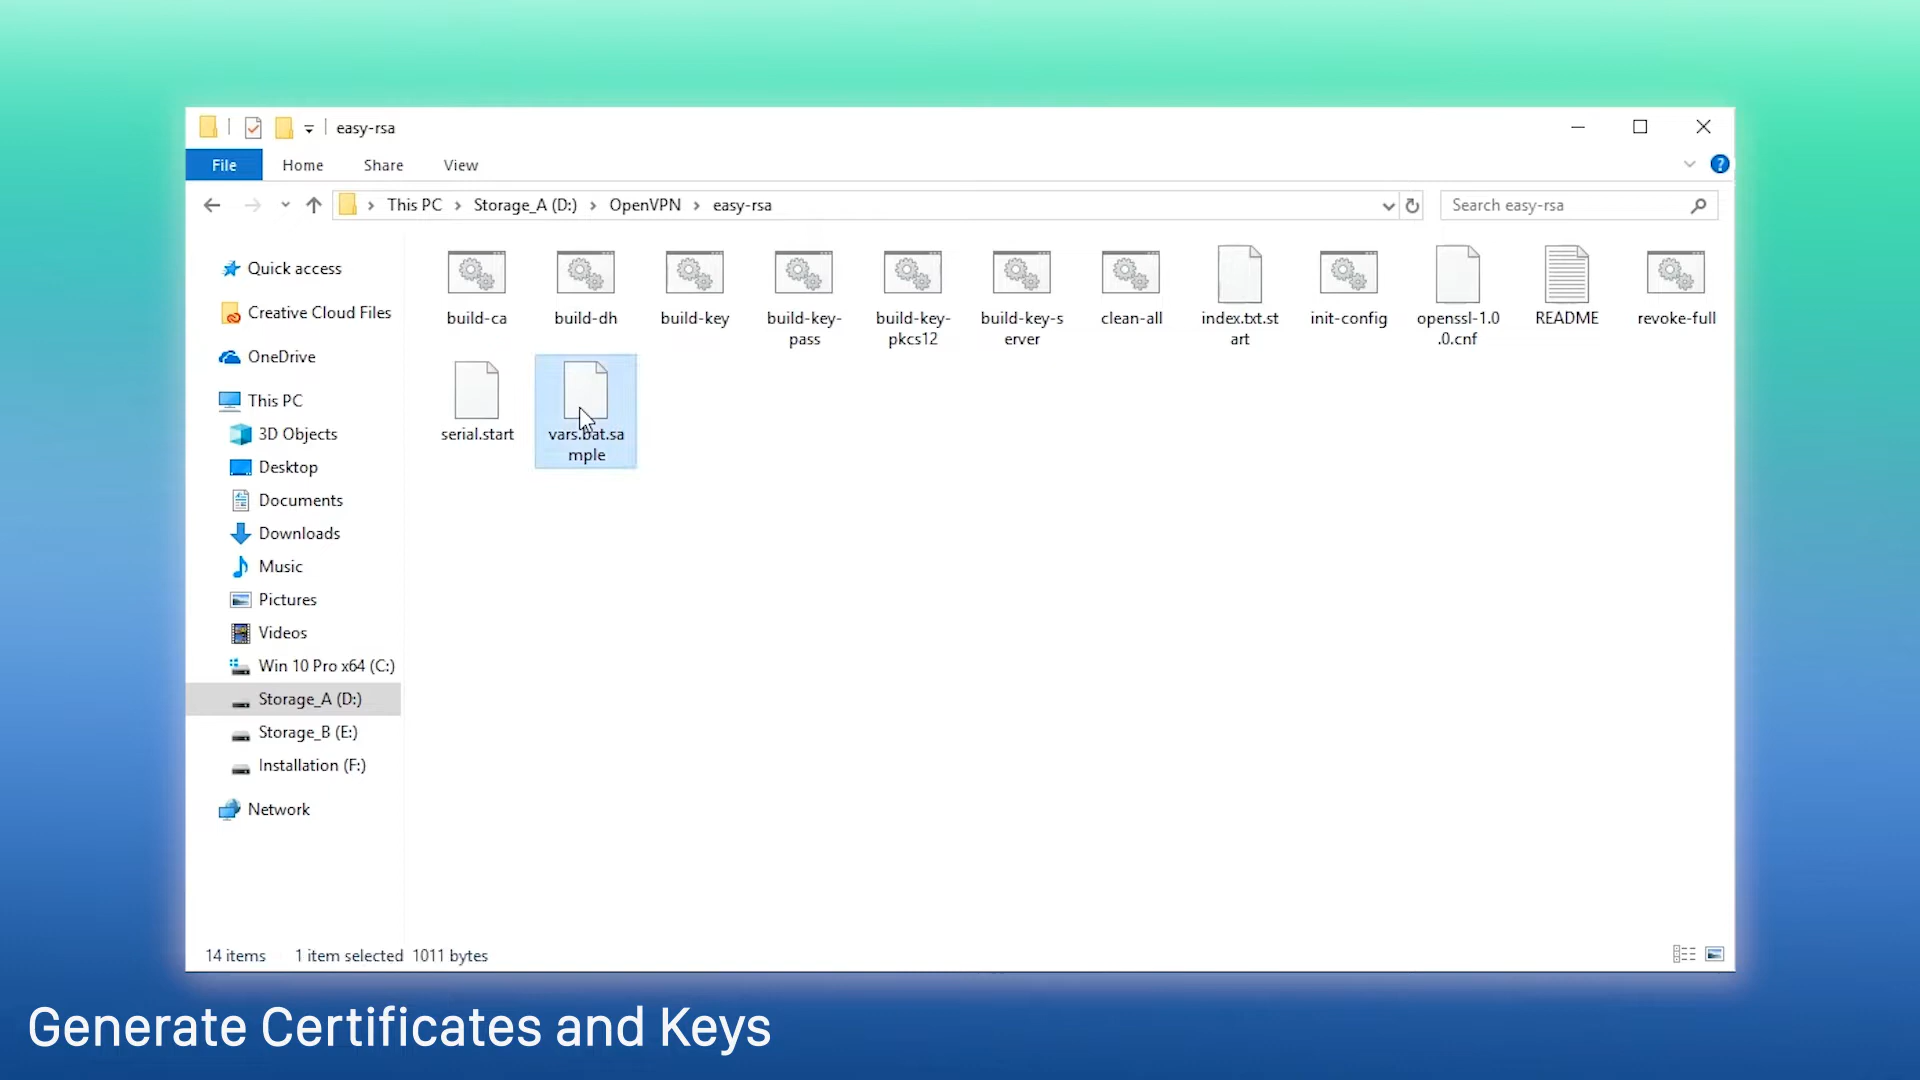 easy-rsa
File Home Share View
This PC Storage_A (D:) OpenVPN easy-rsa
Search easy-rsa
Quick access
Creative Cloud Files
OneDrive
This PC
3D Objects
Desktop
Documents
Downloads
Music
Pictures
Videos
Win 10 Pro x64 (C:)
Storage_A (D:)
Storage_B (E:)
Installation (F:)
Network
build-ca
build-dh
build-key
build-key-
pass
build-key-
pkcs12
build-key-s
erver
clean-all
index.txt.st
art
init-config
openssl-1.0
.0.cnf
README
revoke-full
serial.start
vars.bat.sa
mple
14 items 1 item selected 1011 bytes
Generate Certificates and Keys